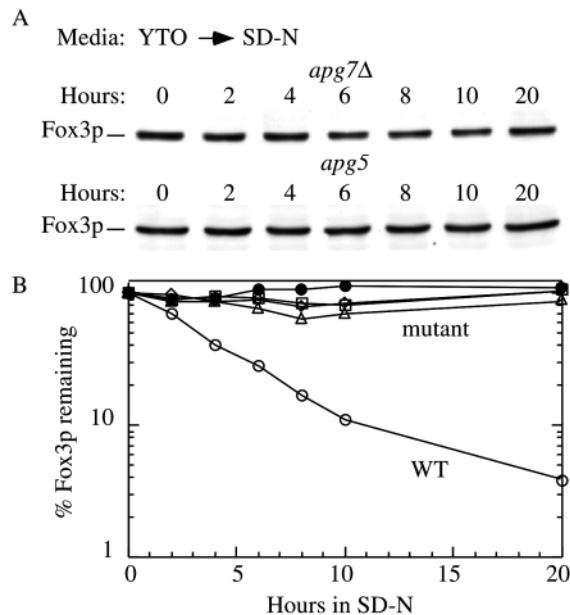 A
Media: YTO → SD-N
apg7Δ
Hours: 0 2 4 6 8 10 20
Fox3p
apg5
Hours: 0 2 4 6 8 10 20
Fox3p
B
% Fox3p remaining
100
10
1
mutant
WT
0 5 10 15 20
Hours in SD-N